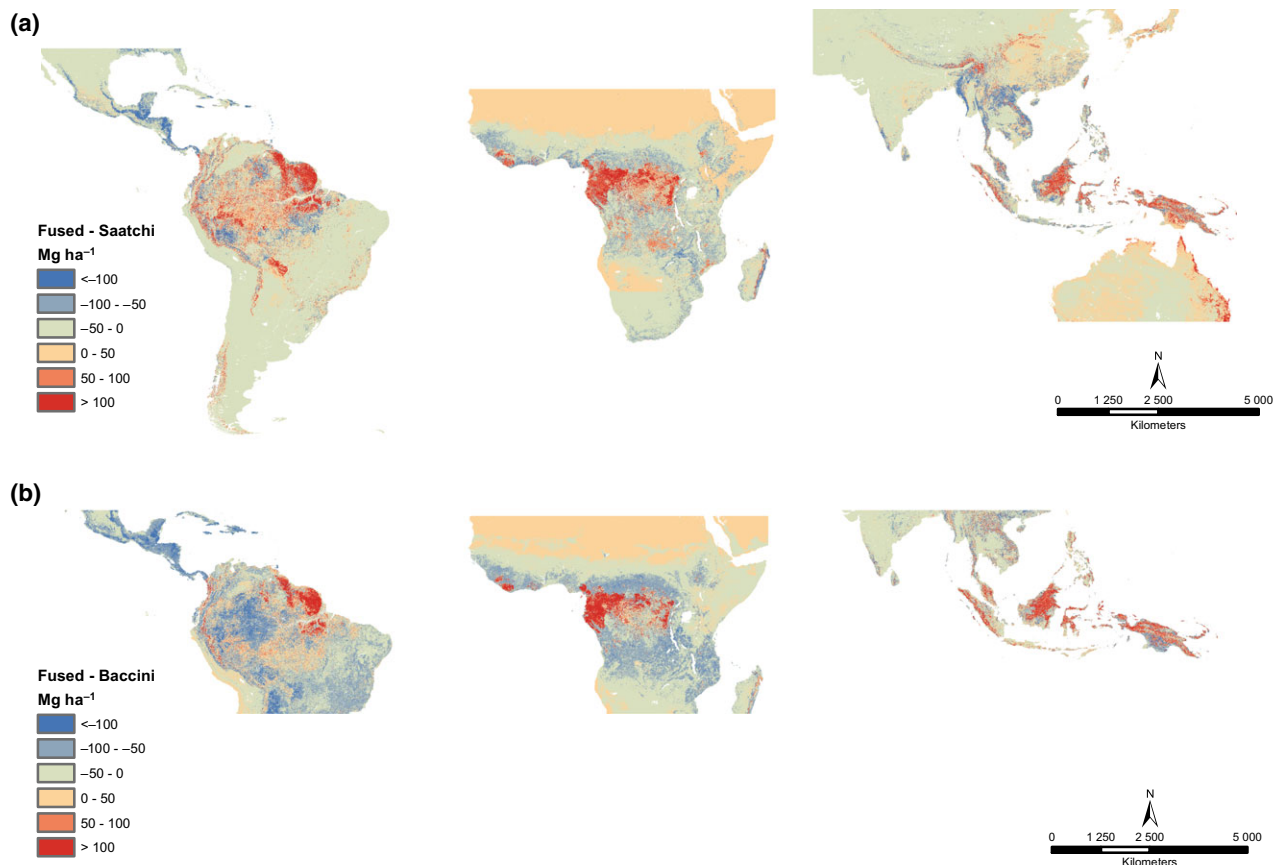 (a)
Fused - Saatchi
Mg ha⁻¹
<–100
–100 - –50
–50 - 0
0 - 50
50 - 100
> 100
N
0 1 250 2 500 5 000
Kilometers
(b)
Fused - Baccini
Mg ha⁻¹
<–100
–100 - –50
–50 - 0
0 - 50
50 - 100
> 100
N
0 1 250 2 500 5 000
Kilometers